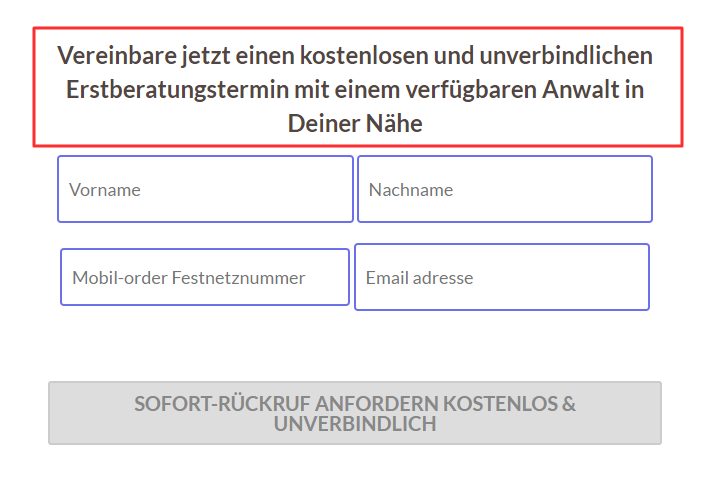 Vereinbare jetzt einen kostenlosen und unverbindlichen
Erstberatungstermin mit einem verfügbaren Anwalt in
Deiner Nähe
Vorname
Nachname
Mobil-order Festnetznummer
Email adresse
SOFORT-RÜCKRUF ANFORDERN KOSTENLOS &
UNVERBINDLICH